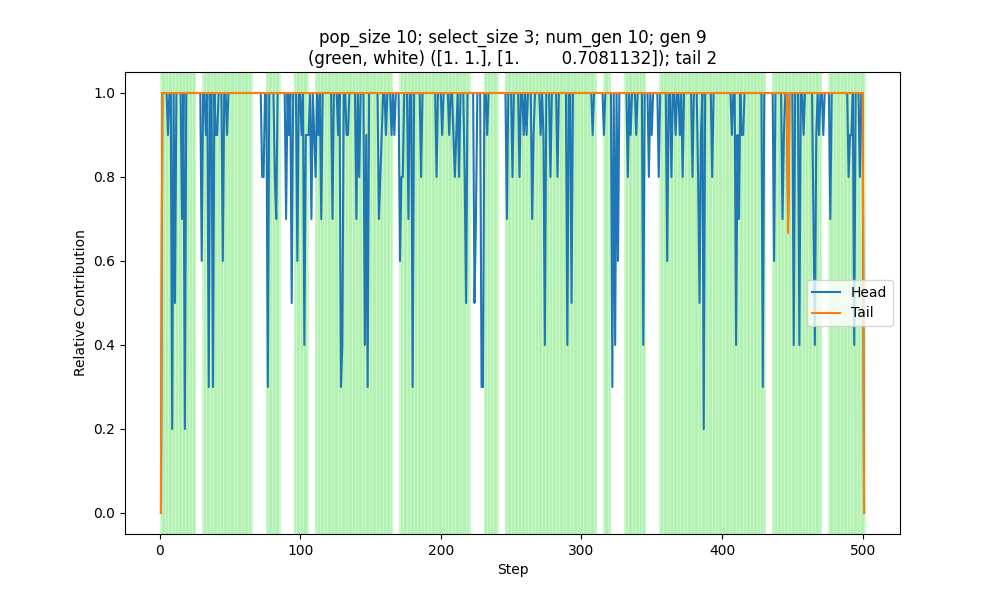 pop_size 10; select_size 3; num_gen 10; gen 9
(green, white) ([1. 1.], [1.         0.7081132]); tail 2
Relative Contribution
1.0
0.8
0.6
0.4
0.2
0.0
Head
Tail
0
100
200
300
400
500
Step